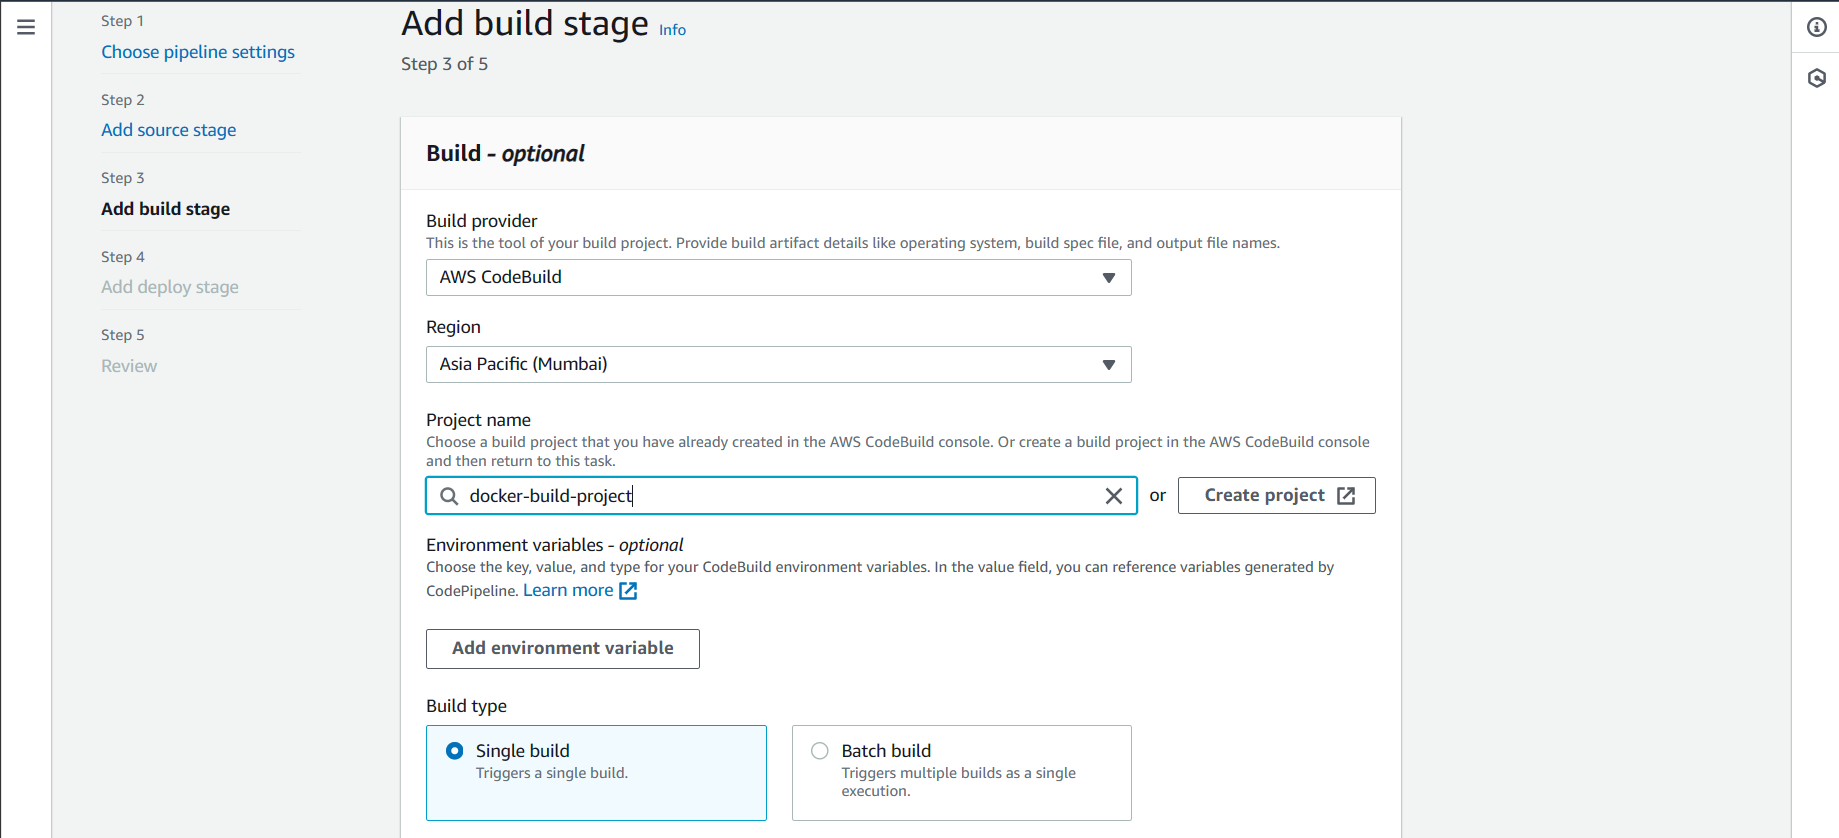 Step 1
Choose pipeline settings
Step 2
Add source stage
Step 3
Add build stage
Step 4
Add deploy stage
Step 5
Review
Add build stage Info
Step 3 of 5
Build - optional
Build provider
This is the tool of your build project. Provide build artifact details like operating system, build spec file, and output file names.
AWS CodeBuild
Region
Asia Pacific (Mumbai)
Project name
Choose a build project that you have already created in the AWS CodeBuild console. Or create a build project in the AWS CodeBuild console
and then return to this task.
docker-build-project or Create project
Environment variables - optional
Choose the key, value, and type for your CodeBuild environment variables. In the value field, you can reference variables generated by
CodePipeline. Learn more
Add environment variable
Build type
Single build
Triggers a single build.
Batch build
Triggers multiple builds as a single
execution.